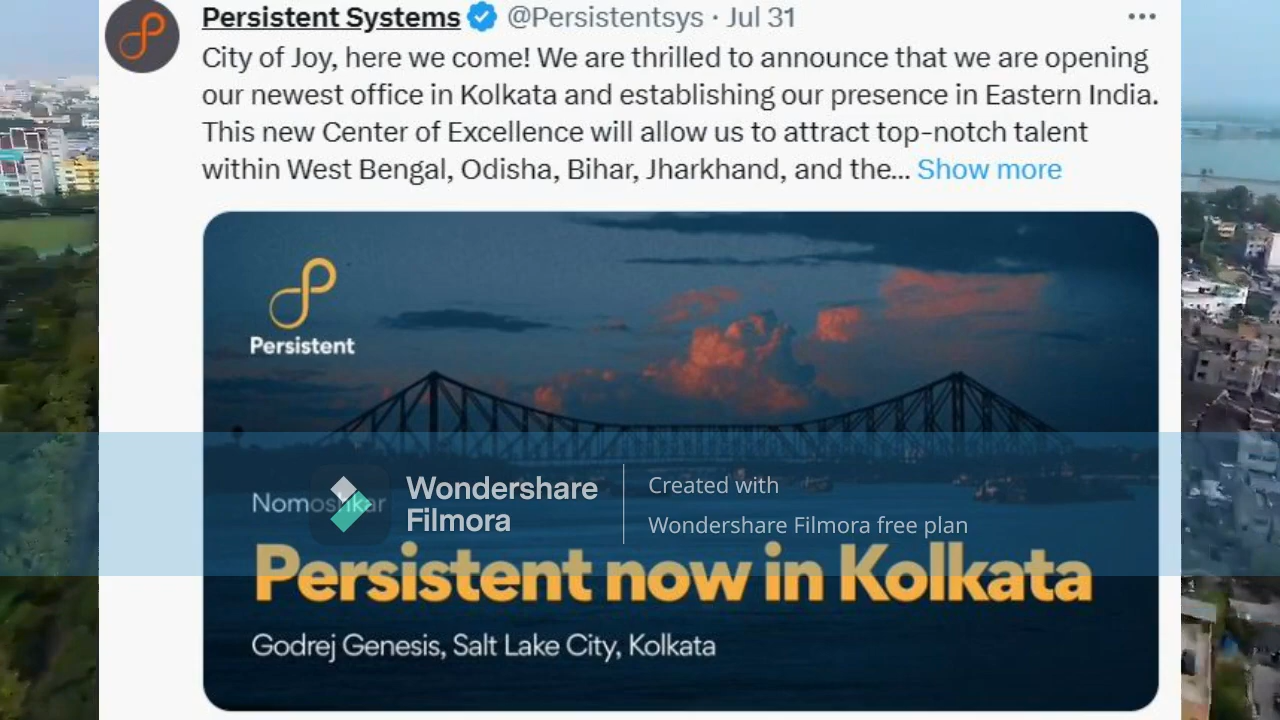 Persistent Systems @Persistentsys · Jul 31
City of Joy, here we come! We are thrilled to announce that we are opening
our newest office in Kolkata and establishing our presence in Eastern India.
This new Center of Excellence will allow us to attract top-notch talent
within West Bengal, Odisha, Bihar, Jharkhand, and the... Show more
Persistent
Nomoshkar
Wondershare
Filmora
Created with
Wondershare Filmora free plan
Persistent now in Kolkata
Godrej Genesis, Salt Lake City, Kolkata